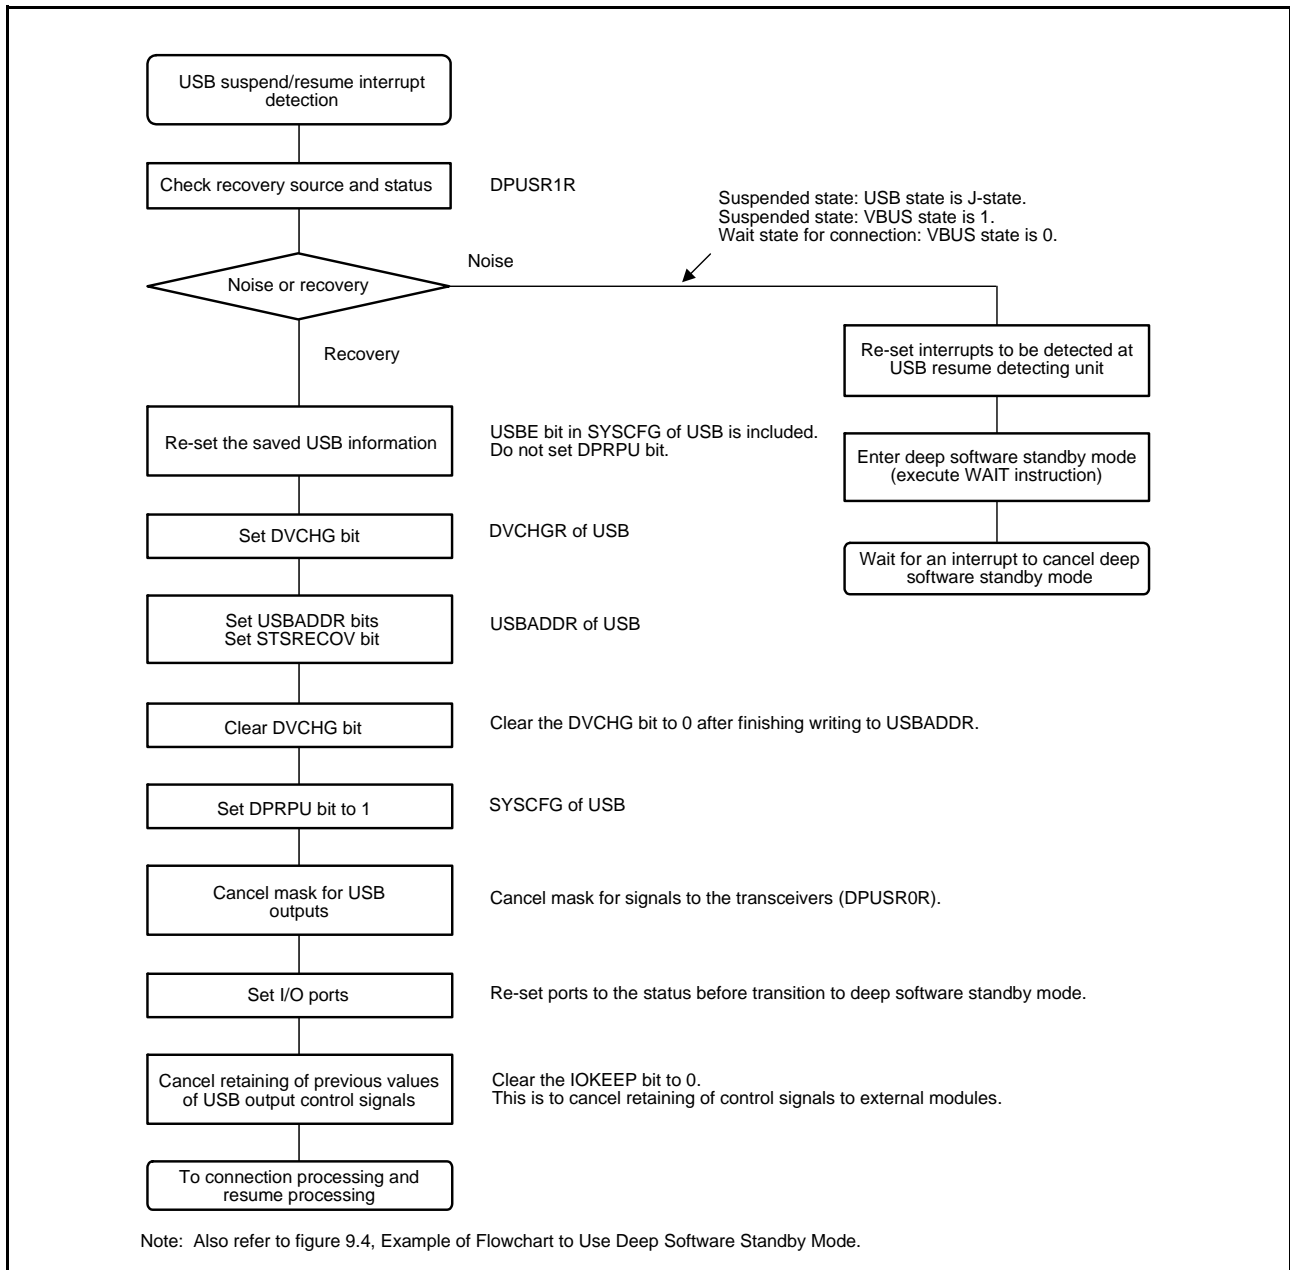 USB suspend/resume interrupt
detection
Check recovery source and status
DPUSR1R
Suspended state: USB state is J-state.
Suspended state: VBUS state is 1.
Wait state for connection: VBUS state is 0.
Noise
Noise or recovery
Recovery
Re-set interrupts to be detected at
USB resume detecting unit
Enter deep software standby mode
(execute WAIT instruction)
Wait for an interrupt to cancel deep
software standby mode
Re-set the saved USB information
USBE bit in SYSCFG of USB is included.
Do not set DPRPU bit.
Set DVCHG bit
DVCHGR of USB
Set USBADDR bits
Set STSRECOV bit
USBADDR of USB
Clear DVCHG bit
Clear the DVCHG bit to 0 after finishing writing to USBADDR.
Set DPRPU bit to 1
SYSCFG of USB
Cancel mask for USB
outputs
Cancel mask for signals to the transceivers (DPUSR0R).
Set I/O ports
Re-set ports to the status before transition to deep software standby mode.
Cancel retaining of previous values
of USB output control signals
Clear the IOKEEP bit to 0.
This is to cancel retaining of control signals to external modules.
To connection processing and
resume processing
Note: Also refer to figure 9.4, Example of Flowchart to Use Deep Software Standby Mode.